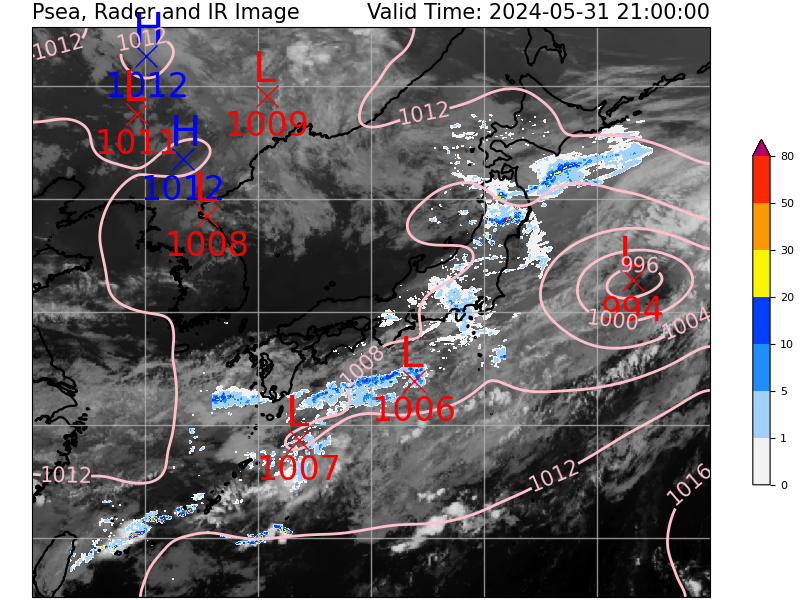 Psea, Radar and IR Image Valid Time: 2024-05-31 21:00:00
H
1012 1012
L 1012
L
1012 1009
1011 H
80
1012
L
50
1008
30
L
996
20
994
1000 1004
10
L
1008
5
1006
L
1
1007
1012 1012 0
1016